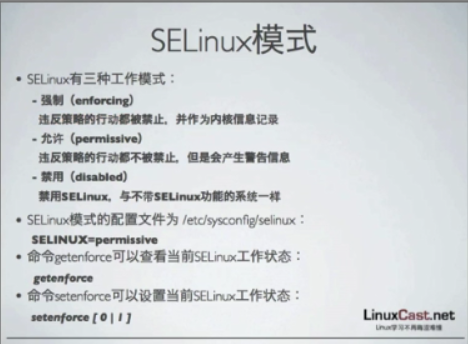 SELinux模式
• SELinux有三种工作模式：
- 强制（enforcing）
违反策略的行动都被禁止，并作为内核信息记录
- 允许（permissive）
违反策略的行动都不被禁止，但是会产生警告信息
- 禁用（disabled）
禁用SELinux，与不带SELinux功能的系统一样
• SELinux模式的配置文件为 /etc/sysconfig/selinux：
SELINUX=permissive
• 命令getenforce可以查看当前SELinux工作状态：
getenforce
• 命令setenforce可以设置当前SELinux工作状态：
setenforce [ 0 | 1 ]
LinuxCast.net
Linux学习不再晦涩难懂